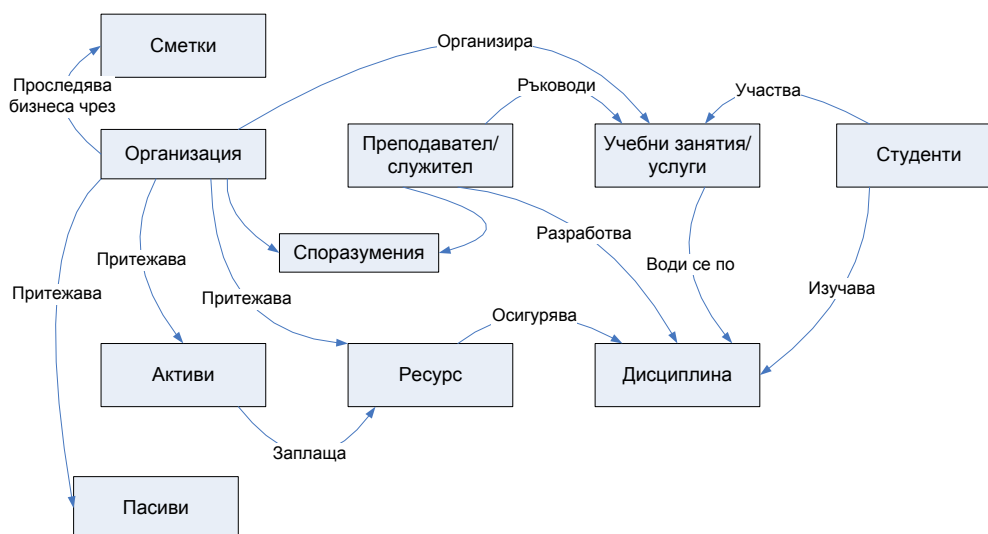 Сметки
Организира
Проследява
бизнеса чрез
Ръководи
Участва
Организация
Преподавател/
служител
Учебни занятия/
услуги
Студенти
Споразумения
Разработва
Притежава
Води се по
Притежава
Притежава
Изучава
Осигурява
Активи
Ресурс
Дисциплина
Заплаща
Пасиви